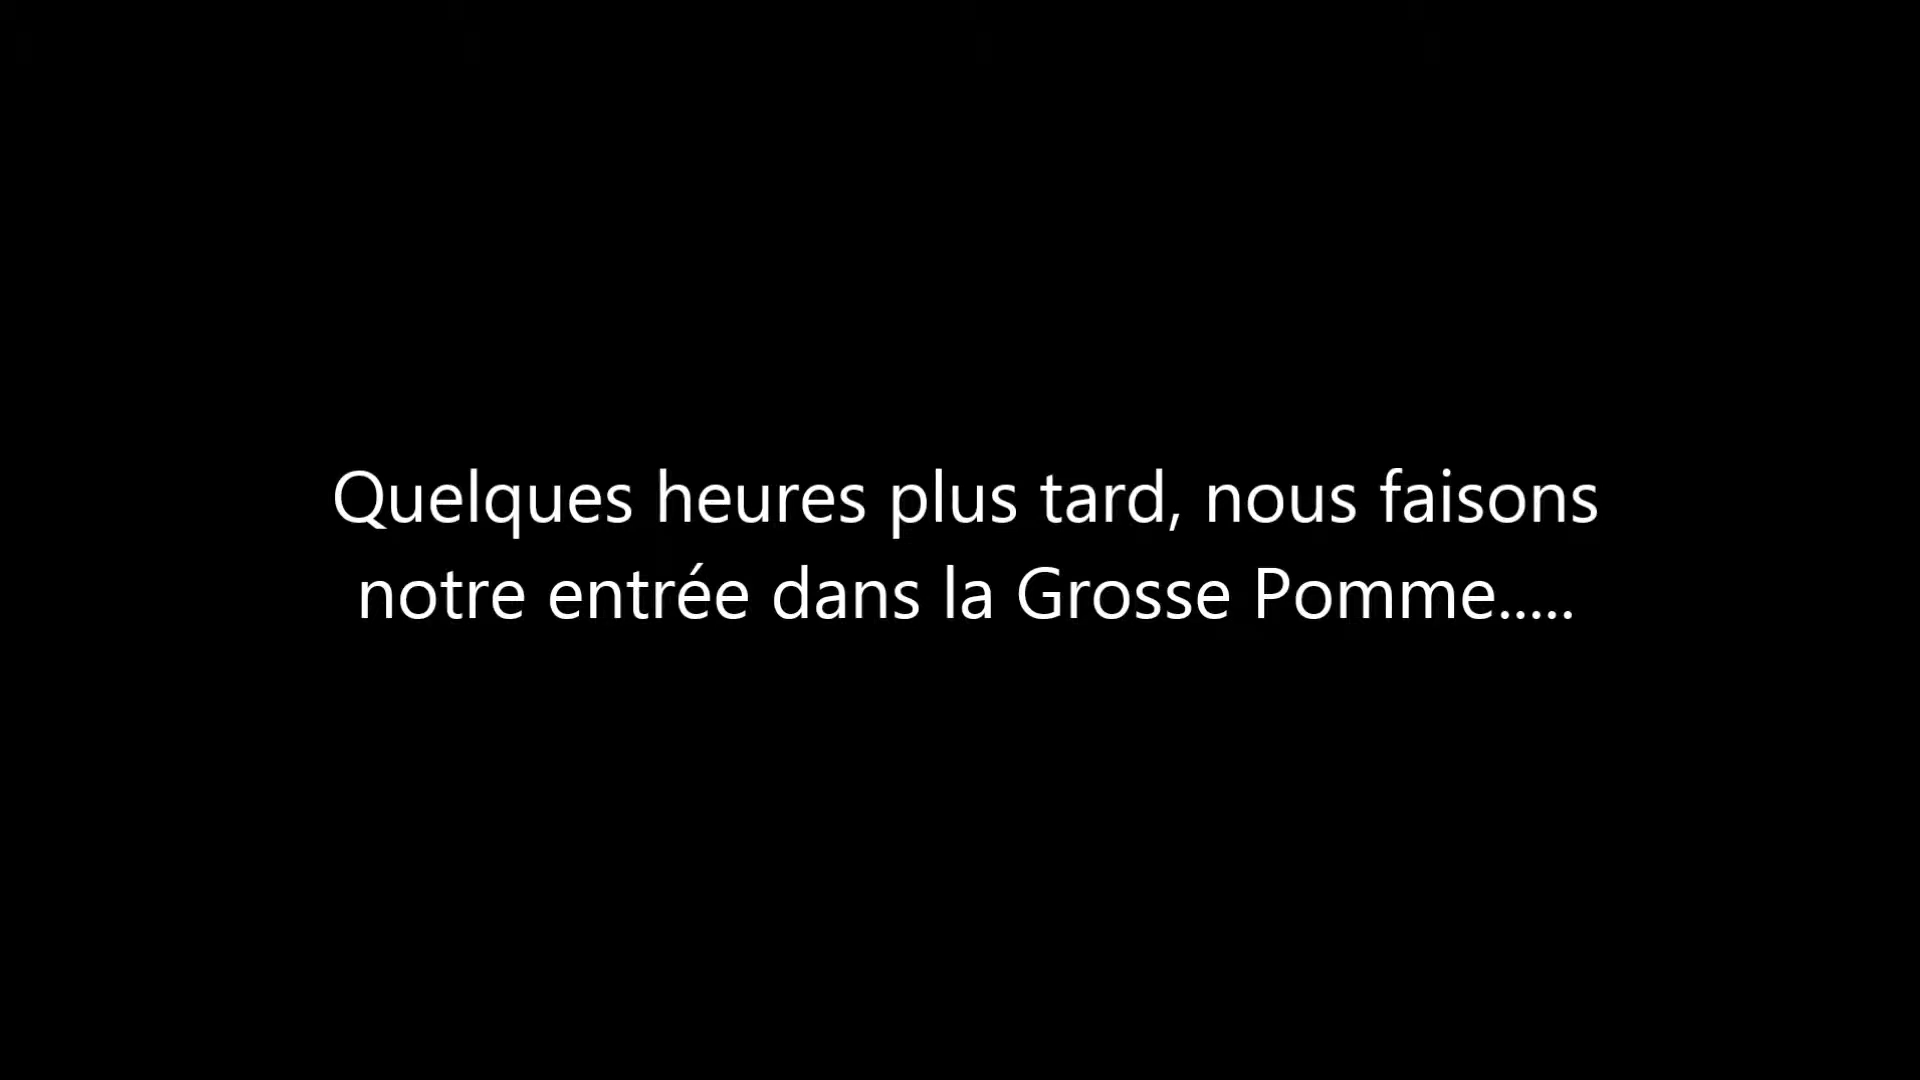 Quelques heures plus tard, nous faisons
notre entrée dans la Grosse Pomme.....